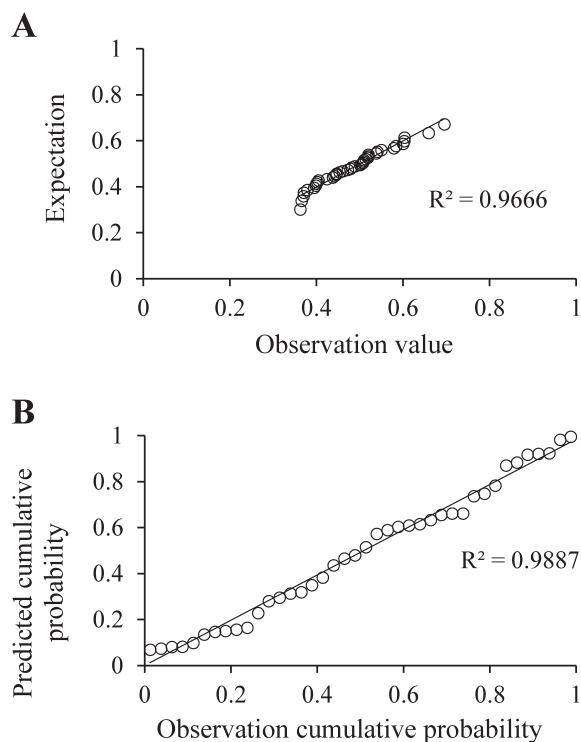 A
1
0.8
0.6
0.4
0.2
0
Expectation
R² = 0.9666
0 0.2 0.4 0.6 0.8 1
Observation value
B
1
0.8
0.6
0.4
0.2
0
Predicted cumulative
probability
R² = 0.9887
0 0.2 0.4 0.6 0.8 1
Observation cumulative probability